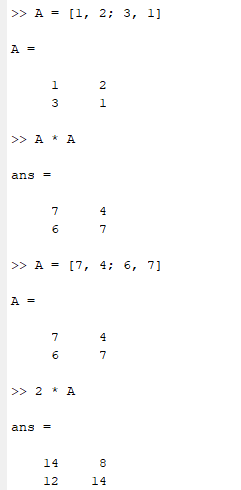 >> A = [1, 2; 3, 1]
A =
1 2
3 1
>> A * A
ans =
7 4
6 7
>> A = [7, 4; 6, 7]
A =
7 4
6 7
>> 2 * A
ans =
14 8
12 14